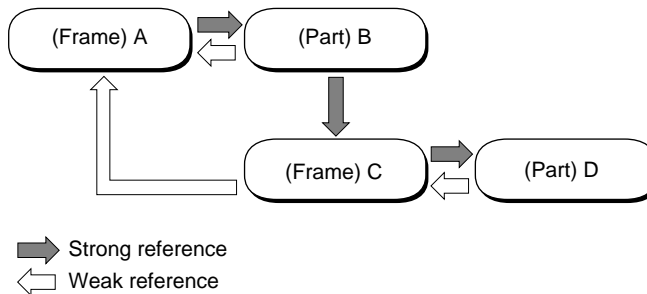 (Frame) A
(Part) B
(Frame) C
(Part) D
Strong reference
Weak reference